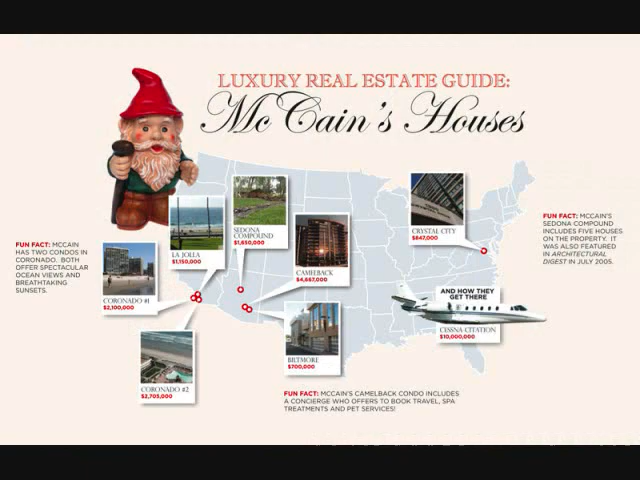 LUXURY REAL ESTATE GUIDE:
McCain's Houses
FUN FACT: MCCAIN
HAS TWO CONDOS IN
CORONADO. BOTH
OFFER SPECTACULAR
OCEAN VIEWS AND
BREATHTAKING
SUNSETS.
CORONADO #1
$2,100,000
LA JOLLA
$1,150,000
SEDONA
COMPOUND
$1,650,000
CAMELBACK
$4,667,000
CRYSTAL CITY
$847,000
FUN FACT: MCCAIN'S
SEDONA COMPOUND
INCLUDES FIVE HOUSES
ON THE PROPERTY. IT
WAS ALSO FEATURED
IN ARCHITECTURAL
DIGEST IN JULY 2005.
AND HOW THEY
GET THERE
CESSNA CITATION
$10,000,000
CORONADO #2
$2,705,000
BILTMORE
$700,000
FUN FACT: MCCAIN'S CAMELBACK CONDO INCLUDES
A CONCIERGE WHO OFFERS TO BOOK TRAVEL, SPA
TREATMENTS AND PET SERVICES!